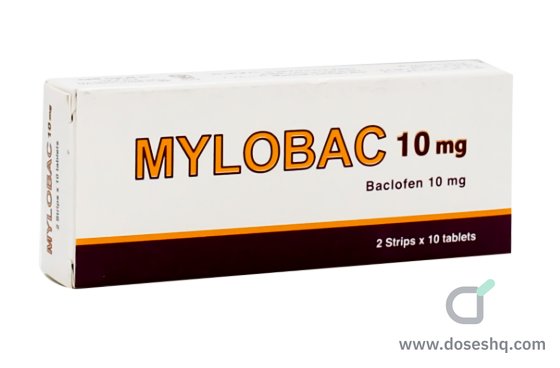 MYLOBAC 10 mg
Baclofen 10 mg
2 Strips x 10 tablets
MYLOBAC 10 mg
2 Strips x 10 tablets
www.doseshq.com